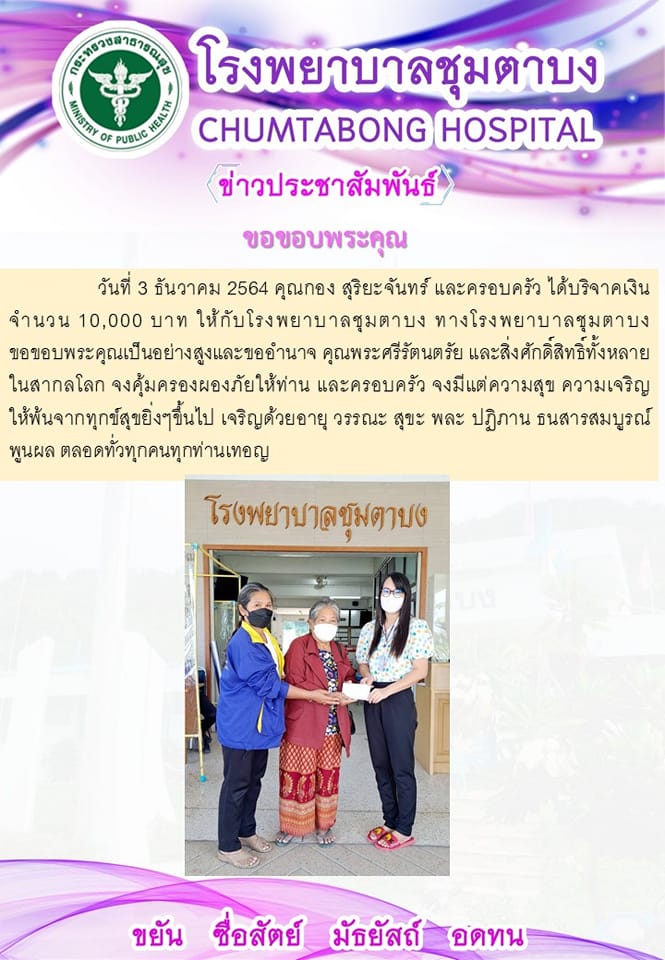 กระทรวงสาธารณสุข
MINISTRY OF PUBLIC HEALTH
โรงพยาบาลชุมตาบง
CHUMTABONG HOSPITAL
ข่าวประชาสัมพันธ์
ขอขอบพระคุณ
วันที่ 3 ธันวาคม 2564 คุณกอง สุริยะจันทร์ และครอบครัว ได้บริจาคเงิน
จำนวน 10,000 บาท ให้กับโรงพยาบาลชุมตาบง ทางโรงพยาบาลชุมตาบง
ขอขอบพระคุณเป็นอย่างสูงและขออำนาจ คุณพระศรีรัตนตรัย และสิ่งศักดิ์สิทธิ์ทั้งหลาย
ในสากลโลก จงคุ้มครองผองภัยให้ท่าน และครอบครัว จงมีแต่ความสุข ความเจริญ
ให้พ้นจากทุกข์สุขยิ่งๆขึ้นไป เจริญด้วยอายุ วรรณะ สุขะ พละ ปฏิภาน ธนสารสมบูรณ์
พูนผล ตลอดทั่วทุกคนทุกท่านเทอญ
โรงพยาบาลชุมตาบง
าบง
ขยัน ซื่อสัตย์ มัธยัสถ์ อดทน